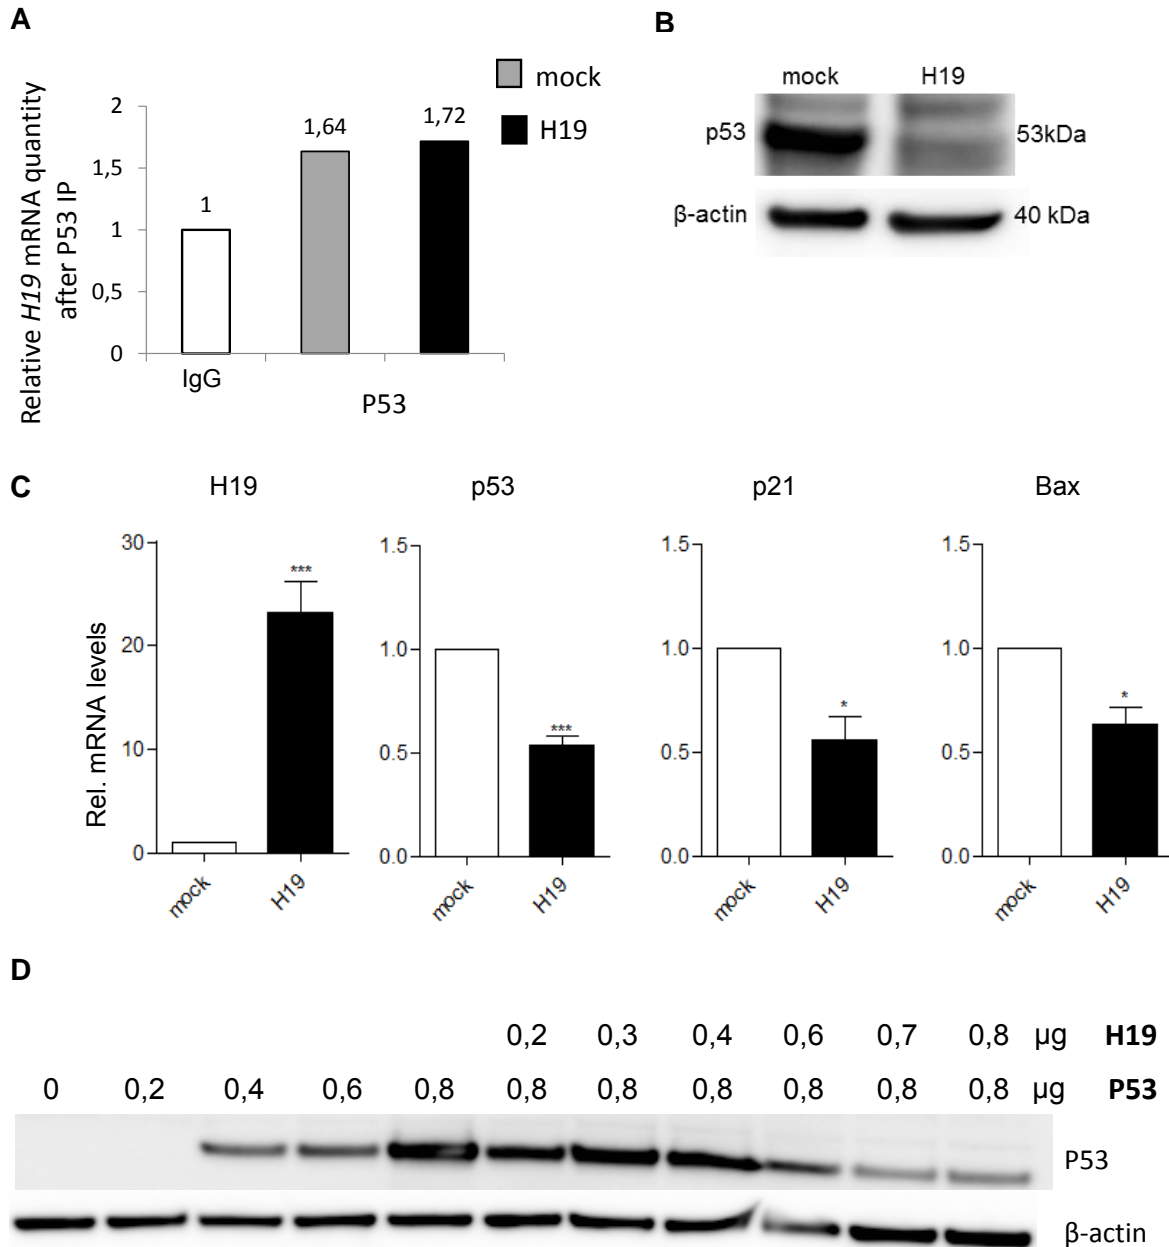 A
Relative H19 mRNA quantity
after P53 IP
2
1,5
1
0,5
0
1
1,64
1,72
IgG
P53
mock
H19
B
mock H19
p53 53kDa
β-actin 40 kDa
C
H19 p53 p21 Bax
Rel. mRNA levels
30
20
10
0
***
mock H19
1.5
1.0
0.5
0.0
***
mock H19
1.5
1.0
0.5
0.0
*
mock H19
1.5
1.0
0.5
0.0
*
mock H19
D
0,2 0,3 0,4 0,6 0,7 0,8 µg H19
0 0,2 0,4 0,6 0,8 0,8 0,8 0,8 0,8 0,8 0,8 µg P53
P53
β-actin